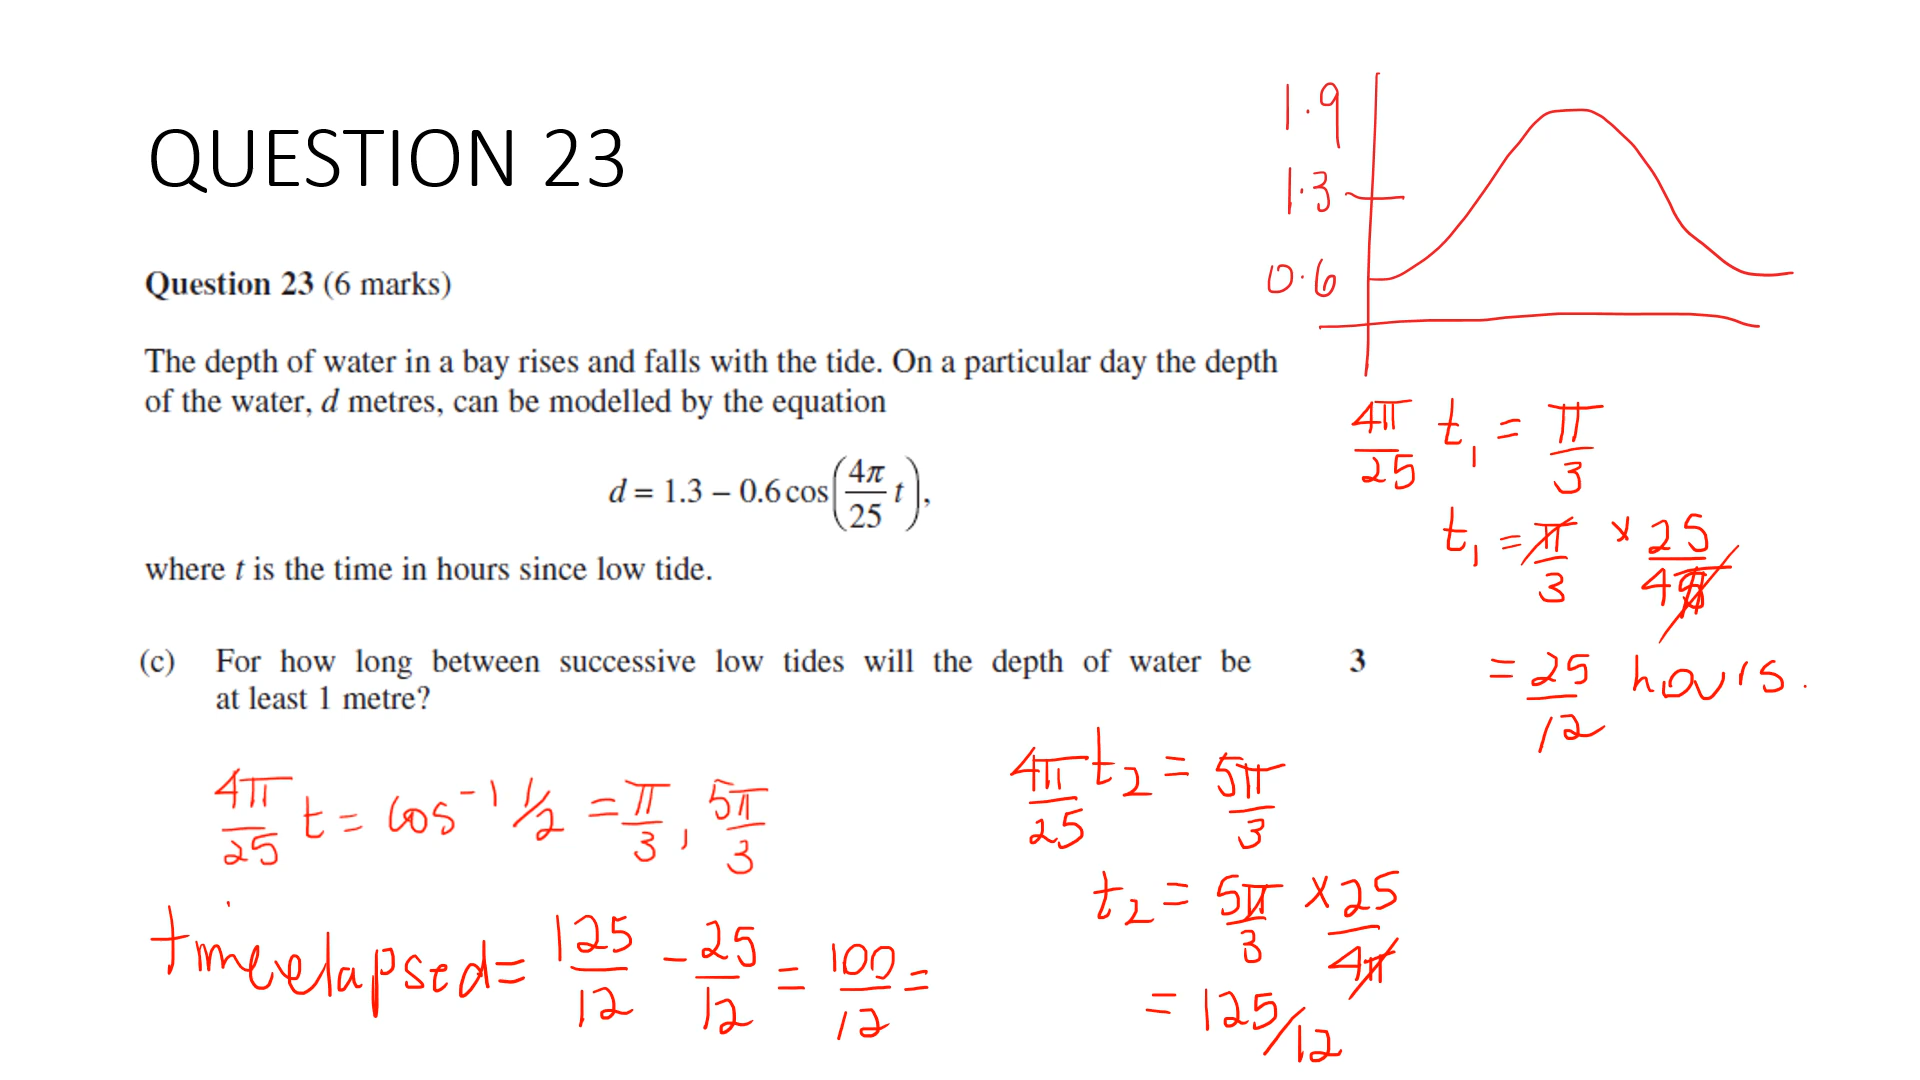 QUESTION 23
1.9
1.3
0.6
Question 23 (6 marks)
The depth of water in a bay rises and falls with the tide. On a particular day the depth
of the water, d metres, can be modelled by the equation
d = 1.3 – 0.6 cos(4π/25 t),
where t is the time in hours since low tide.
(c) For how long between successive low tides will the depth of water be 3
at least 1 metre?
4π/25 t₁ = π/3
t₁ = π/3 × 25/4π
= 25/12 hours.
4π/25 t = cos⁻¹ 1/2 = π/3, 5π/3
4π/25 t₂ = 5π/3
t₂ = 5π/3 × 25/4π
= 125/12
time elapsed = 125/12 – 25/12 = 100/12 =